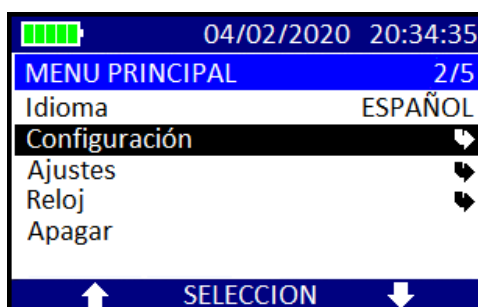 04/02/2020 20:34:35
MENU PRINCIPAL 2/5
Idioma ESPAÑOL
Configuración
Ajustes
Reloj
Apagar
SELECCION